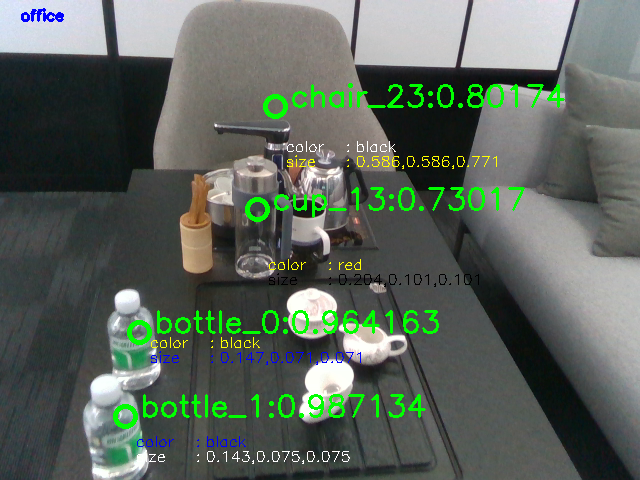 office
chair_23:0.80174
color : black
size : 0.586,0.586,0.771
cup_13:0.73017
color : red
size : 0.204,0.101,0.101
bottle_0:0.964163
color : black
size : 0.147,0.071,0.071
bottle_1:0.987134
color : black
size : 0.143,0.075,0.075